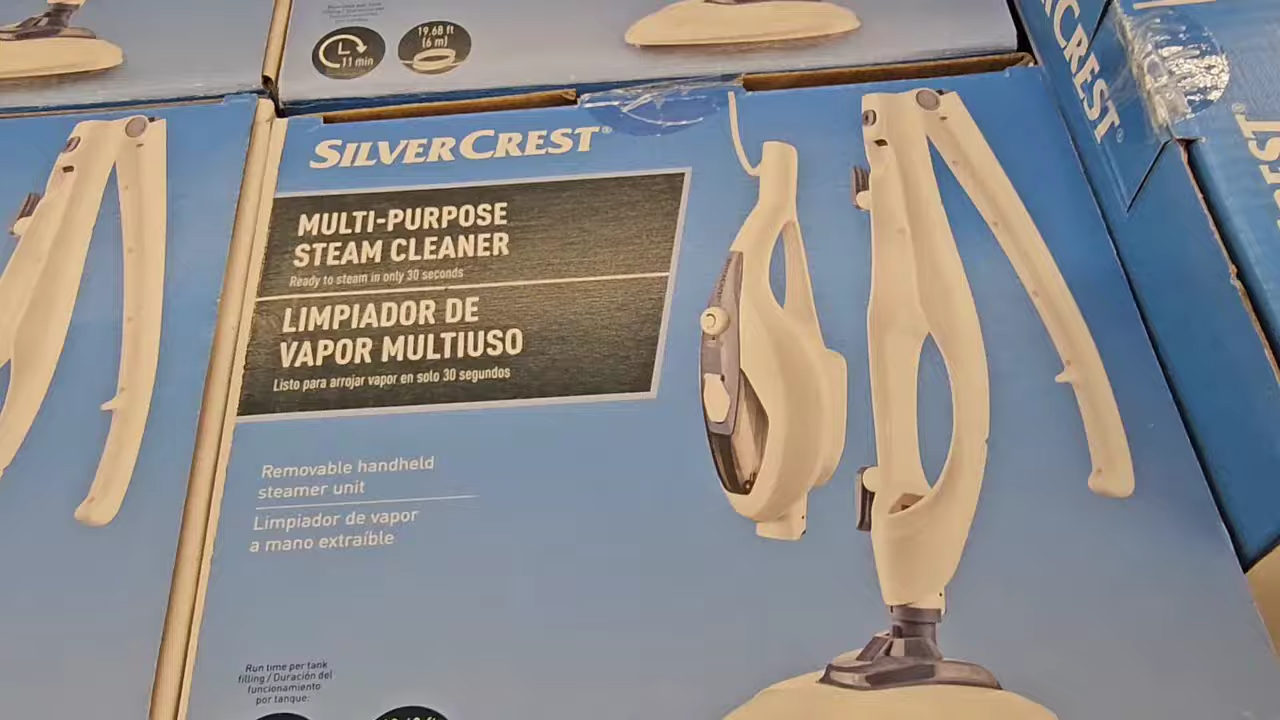 11 min
19.68 ft
(6 m)
SILVERCREST®
MULTI-PURPOSE
STEAM CLEANER
Ready to steam in only 30 seconds
LIMPIADOR DE
VAPOR MULTIUSO
Listo para arrojar vapor en solo 30 segundos
Removable handheld
steamer unit
Limpiador de vapor
a mano extraíble
Run time per tank
filling / Duración del
funcionamiento
por tanque:
CREST®